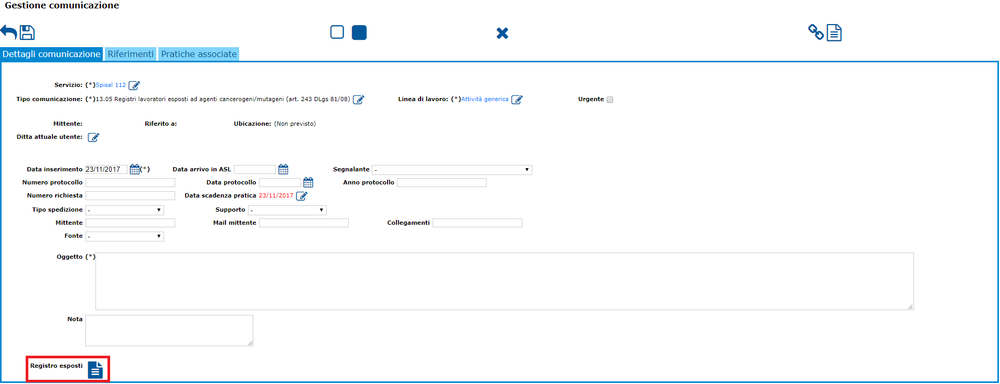 Gestione comunicazione
Dettagli comunicazione Riferimenti Pratiche associate
Servizio: (*)Spisal 112
Tipo comunicazione: (*)13.05 Registri lavoratori esposti ad agenti cancerogeni/mutageni (art. 243 DLgs 81/08) Linea di lavoro: (*)Attività generica Urgente
Mittente: Riferito a: Ubicazione: (Non previsto)
Ditta attuale utente:
Data inserimento 23/11/2017 (*) Data arrivo in ASL Segnalante -
Numero protocollo Data protocollo Anno protocollo
Numero richiesta Data scadenza pratica 23/11/2017
Tipo spedizione - Supporto -
Mittente Mail mittente Collegamenti
Fonte -
Oggetto (*)
Nota
Registro esposti